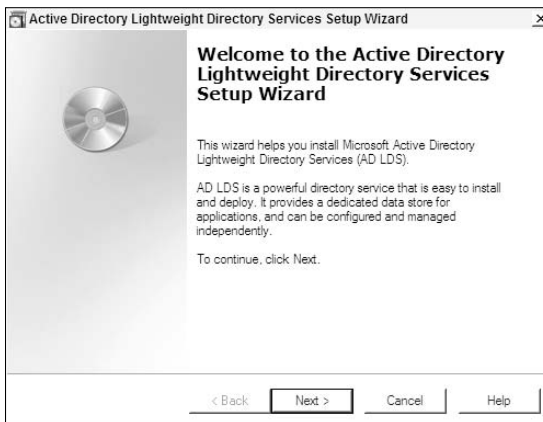 Active Directory Lightweight Directory Services Setup Wizard
Welcome to the Active Directory
Lightweight Directory Services
Setup Wizard
This wizard helps you install Microsoft Active Directory
Lightweight Directory Services (AD LDS).
AD LDS is a powerful directory service that is easy to install
and deploy. It provides a dedicated data store for
applications, and can be configured and managed
independently.
To continue, click Next.
< Back Next > Cancel Help